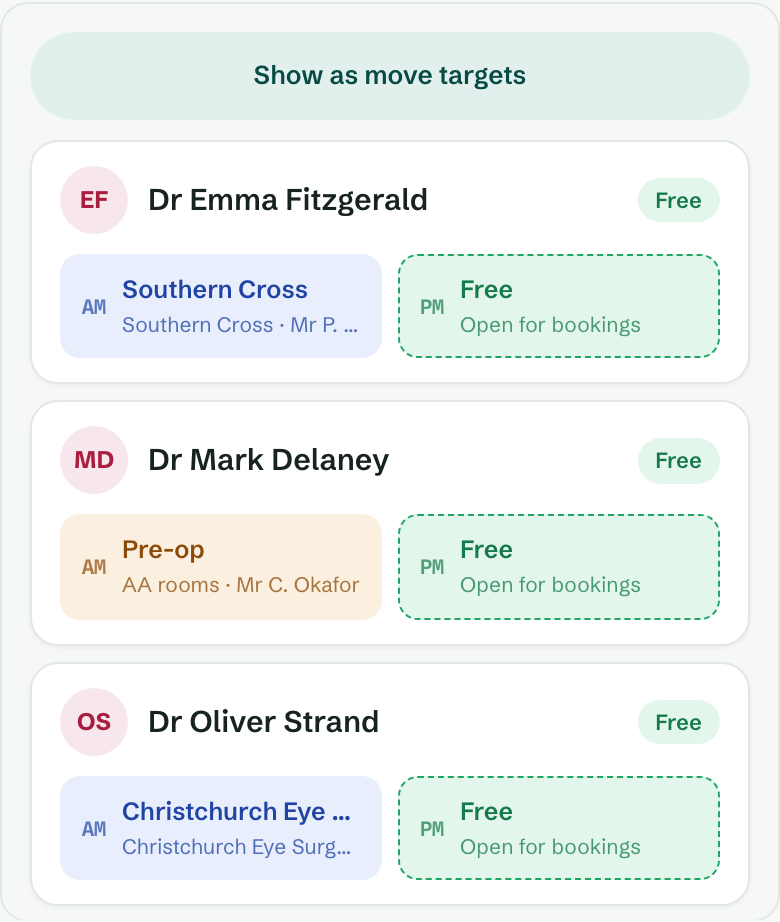 Show as move targets
EF
Dr Emma Fitzgerald
Free
AM
Southern Cross
Southern Cross · Mr P. ...
PM
Free
Open for bookings
MD
Dr Mark Delaney
Free
AM
Pre-op
AA rooms · Mr C. Okafor
PM
Free
Open for bookings
OS
Dr Oliver Strand
Free
AM
Christchurch Eye ...
Christchurch Eye Surg...
PM
Free
Open for bookings